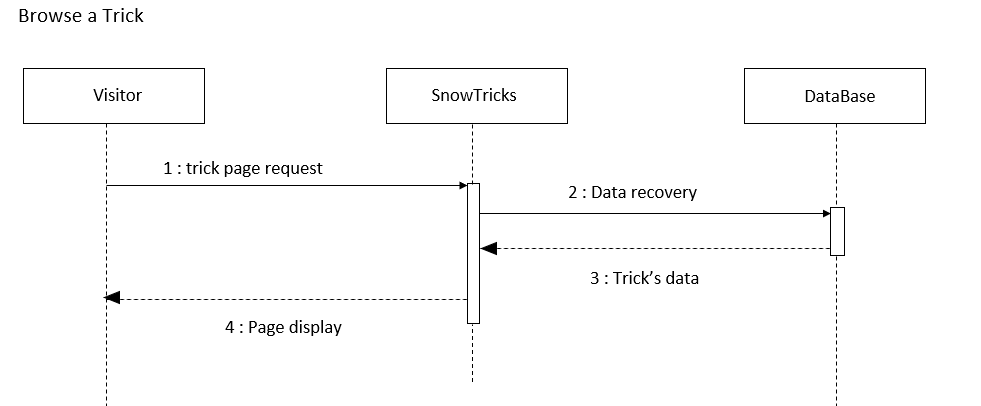 Browse a Trick
Visitor
SnowTricks
DataBase
1 : trick page request
2 : Data recovery
3 : Trick’s data
4 : Page display